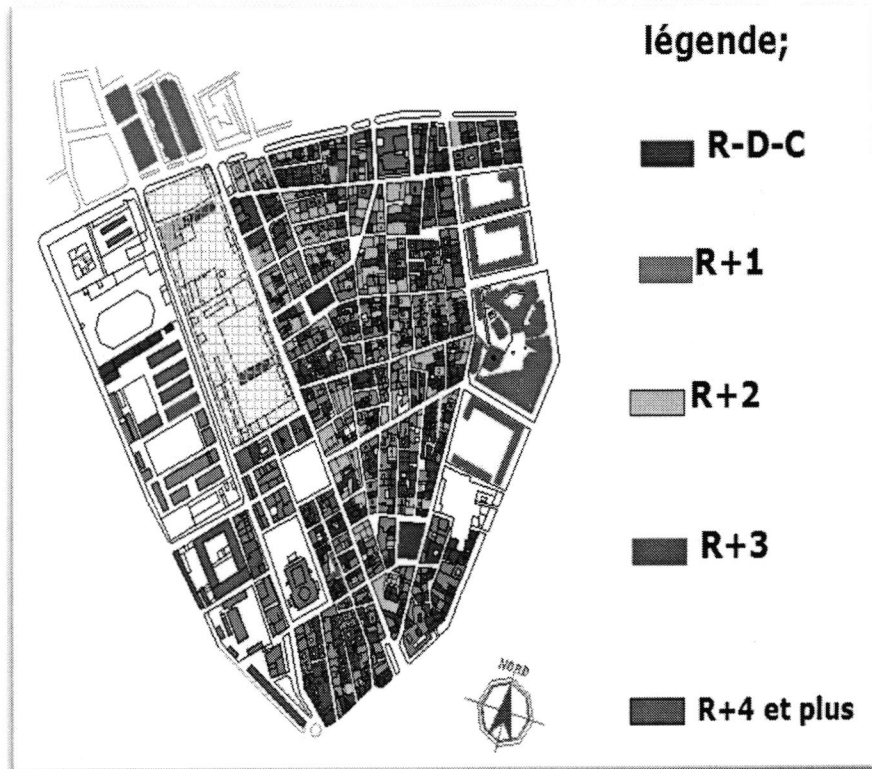 légende;
R-D-C
R+1
R+2
R+3
R+4 et plus
NORD